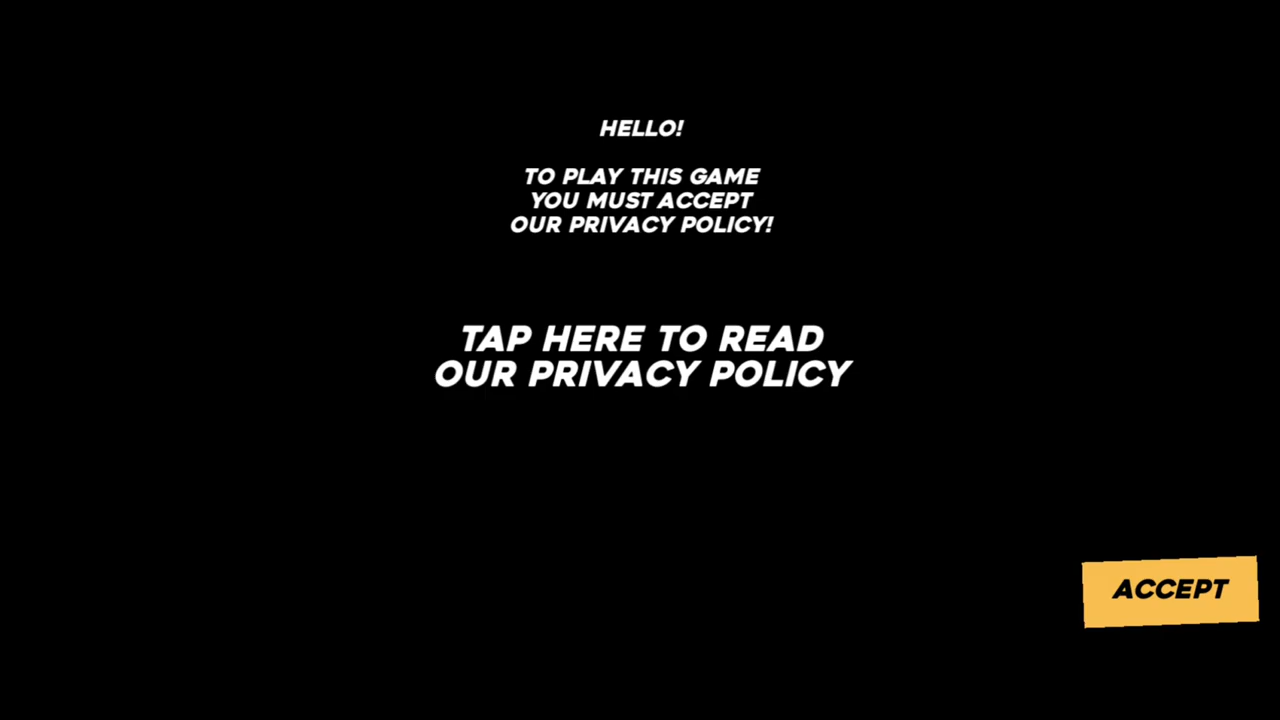 HELLO!
TO PLAY THIS GAME
YOU MUST ACCEPT
OUR PRIVACY POLICY!
TAP HERE TO READ
OUR PRIVACY POLICY
ACCEPT